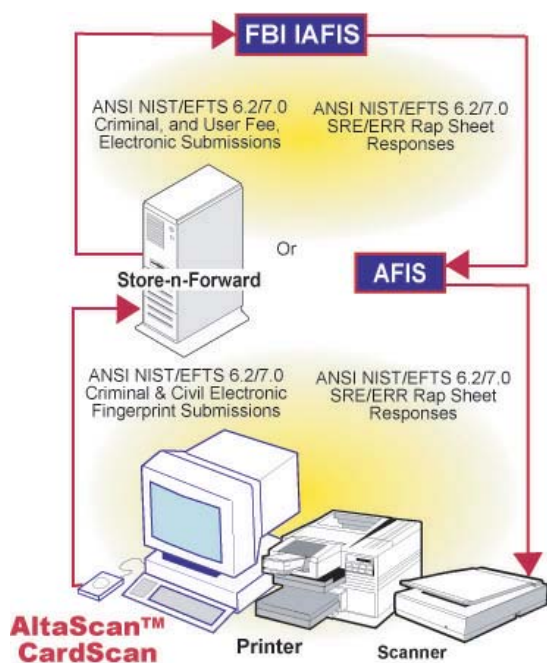 FBI IAFIS
ANSI NIST/EFTS 6.2/7.0
Criminal, and User Fee,
Electronic Submissions
ANSI NIST/EFTS 6.2/7.0
SRE/ERR Rap Sheet
Responses
Or
Store-n-Forward
AFIS
ANSI NIST/EFTS 6.2/7.0
Criminal & Civil Electronic
Fingerprint Submissions
ANSI NIST/EFTS 6.2/7.0
SRE/ERR Rap Sheet
Responses
AltaScan™
CardScan
Printer
Scanner